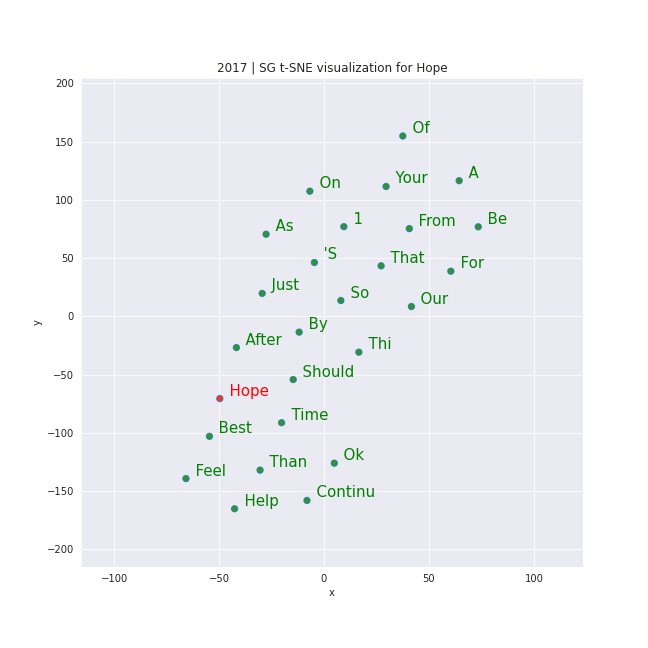 2017 | SG t-SNE visualization for Hope
200
150
100
50
0
−50
−100
−150
−200
y
Of
A
Your
On
1
From
Be
As
'S
That
For
Just
So
Our
By
After
Thi
Should
Hope
Time
Best
Ok
Than
Feel
Continu
Help
−100
−50
0
50
100
x